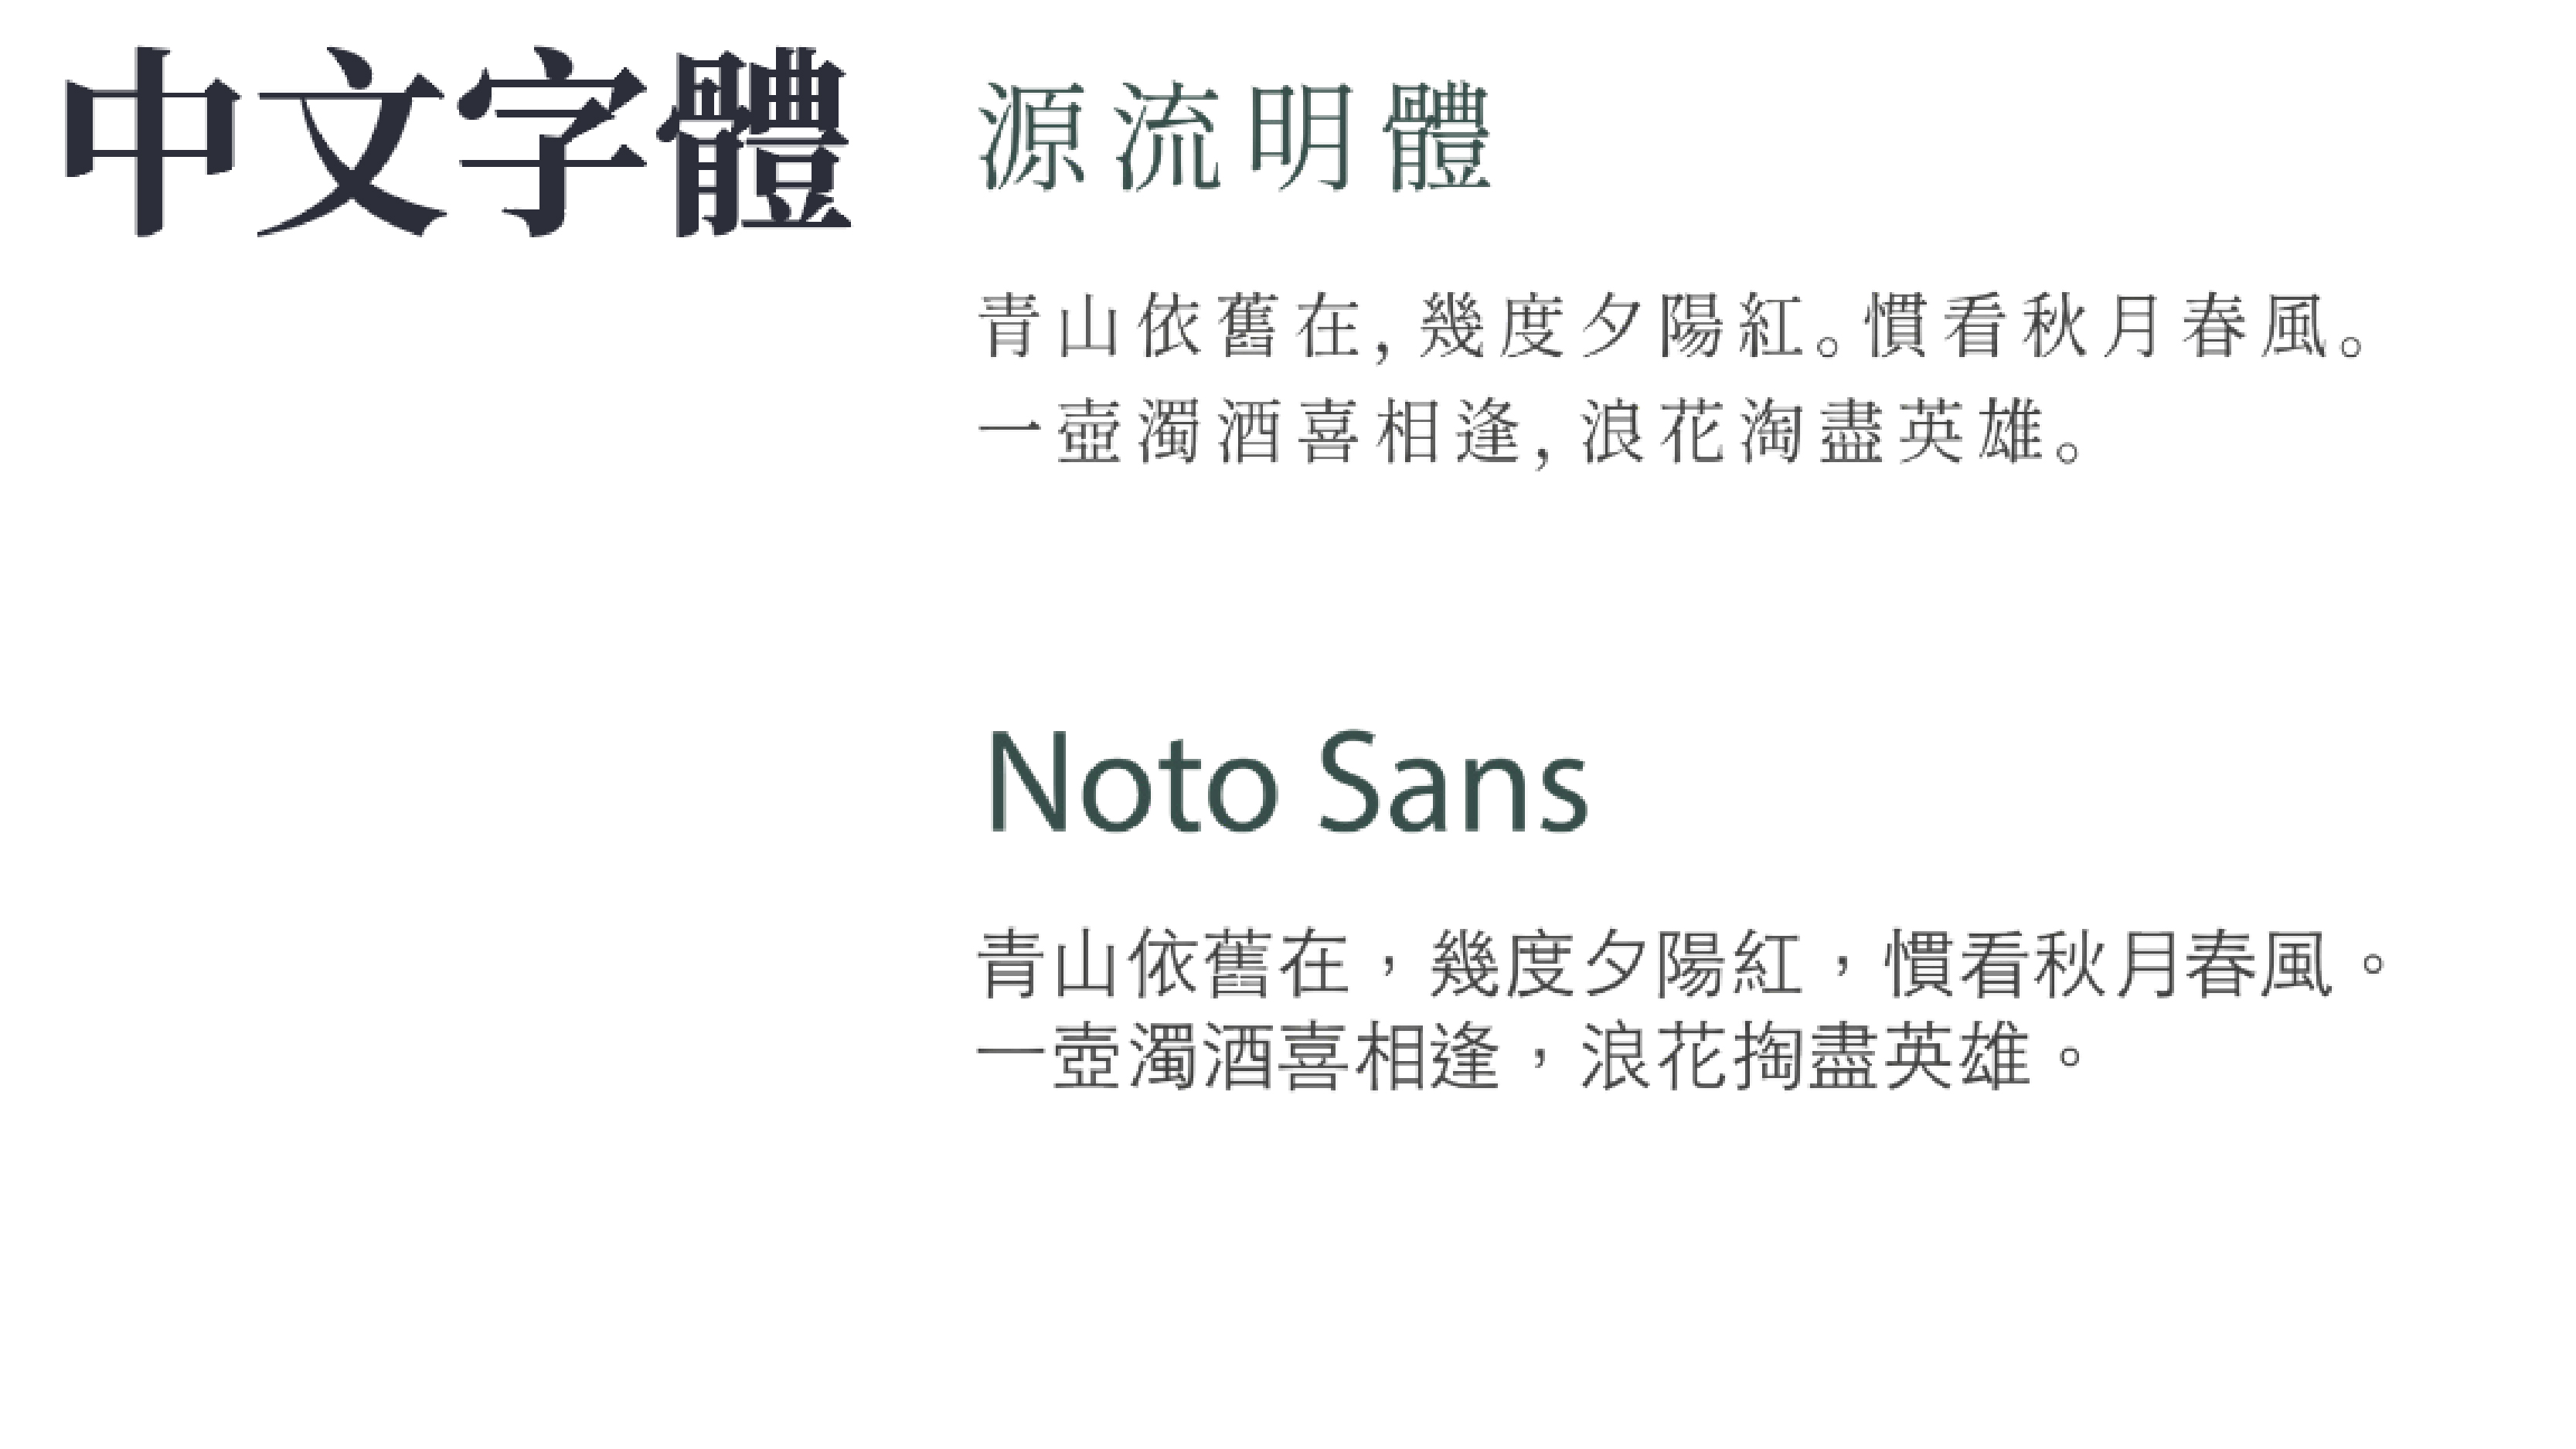 中文字體
源流明體
青山依舊在,幾度夕陽紅。慣看秋月春風。
一壺濁酒喜相逢,浪花淘盡英雄。
Noto Sans
青山依舊在，幾度夕陽紅，慣看秋月春風。
一壺濁酒喜相逢，浪花掏盡英雄。